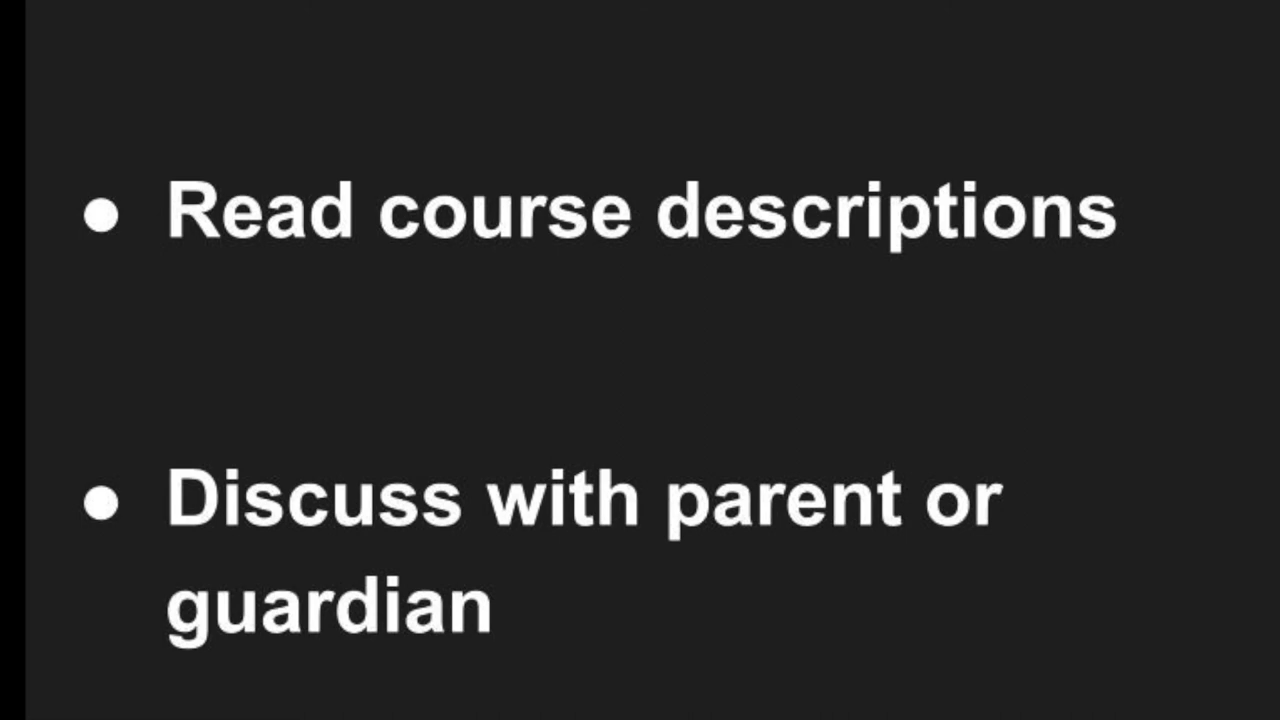 ● Read course descriptions
● Discuss with parent or
guardian